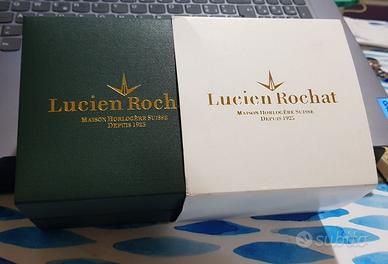 Lucien Roch
MAISON HORLOGÈRE SUISSE
DEPUIS 1925
Lucien Rochat
MAISON HORLOGÈRE SUISSE
DEPUIS 1925
subito